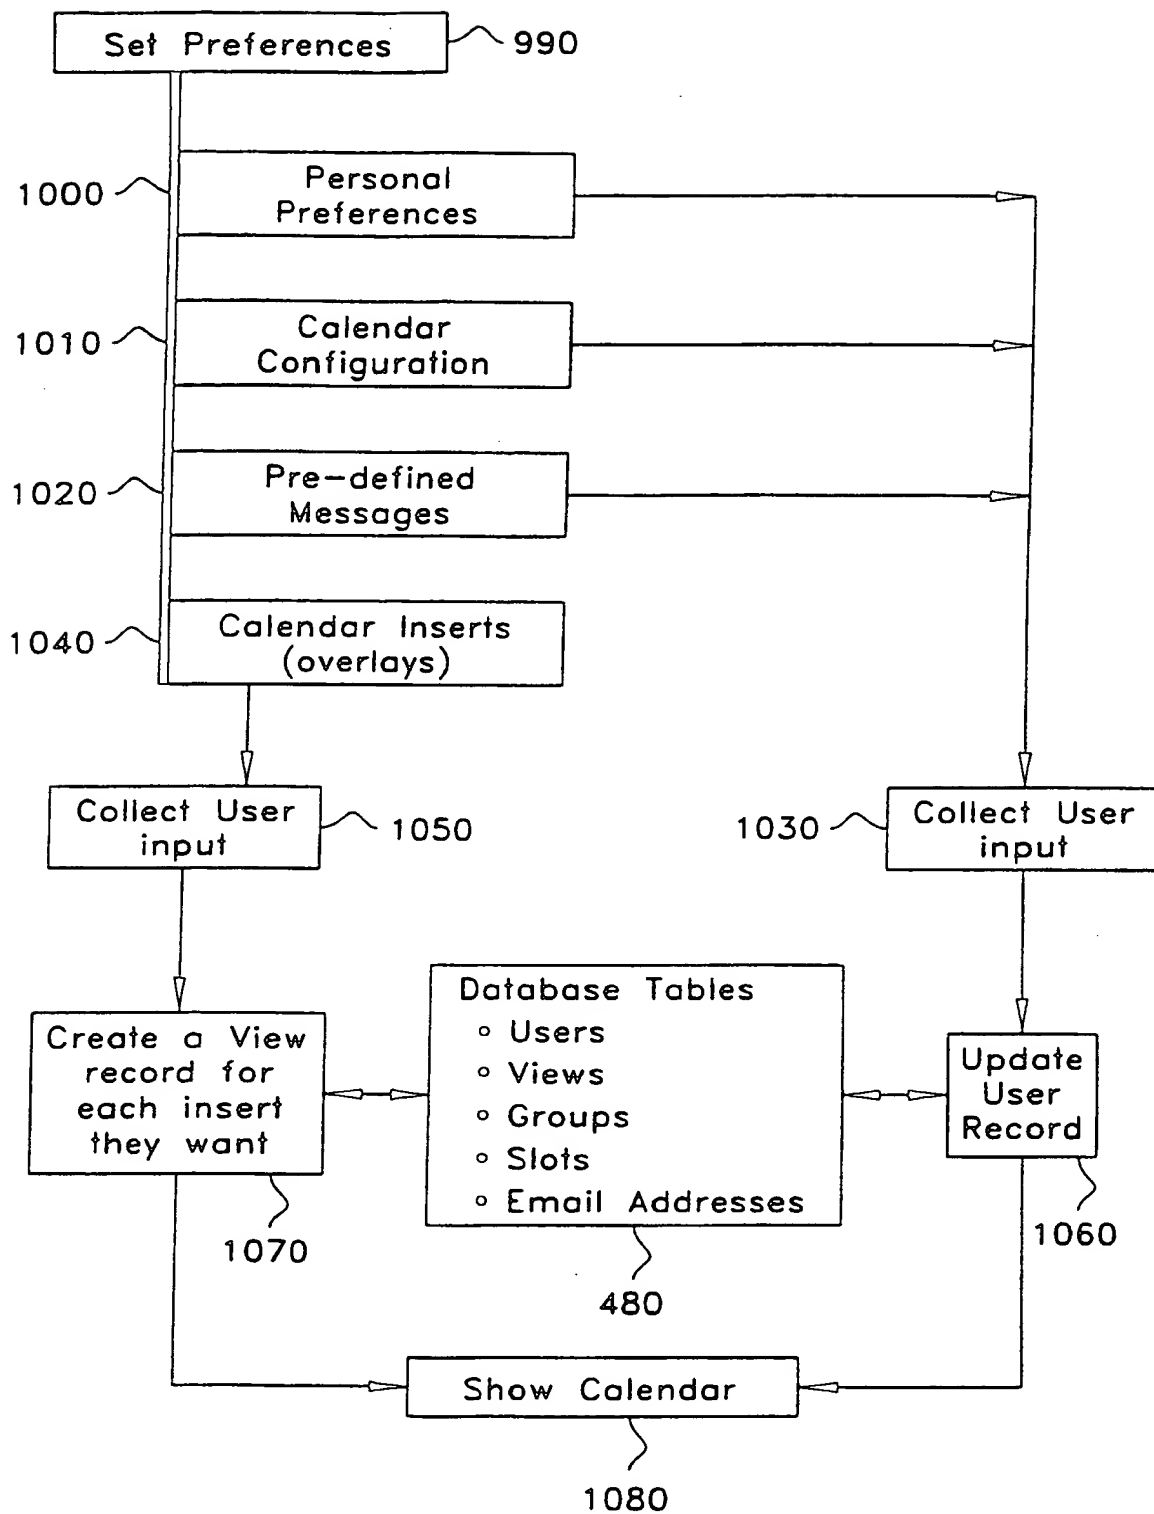 Set Preferences
990
1000
Personal
Preferences
1010
Calendar
Configuration
1020
Pre-defined
Messages
1040
Calendar Inserts
(overlays)
Collect User
input
1050
1030
Collect User
input
Create a View
record for
each insert
they want
1070
Database Tables
o Users
o Views
o Groups
o Slots
o Email Addresses
480
Update
User
Record
1060
Show Calendar
1080